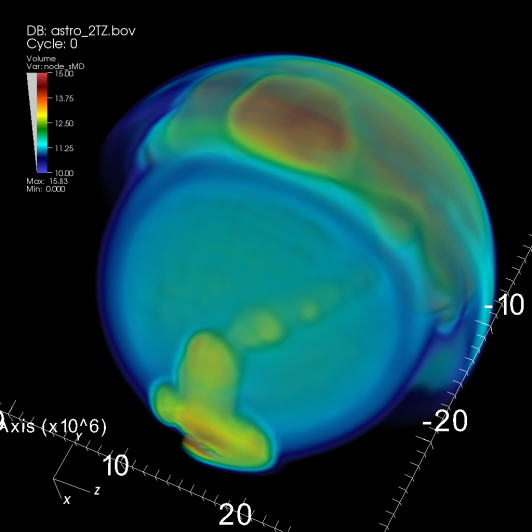 DB: astro_2TZ.bov
Cycle: 0
Volume
Var: node_sMD
15.00
13.75
12.50
11.25
10.00
Max: 15.83
Min: 0.000
-10
-20
Axis (x10^6)
Y
10
Z
X
20